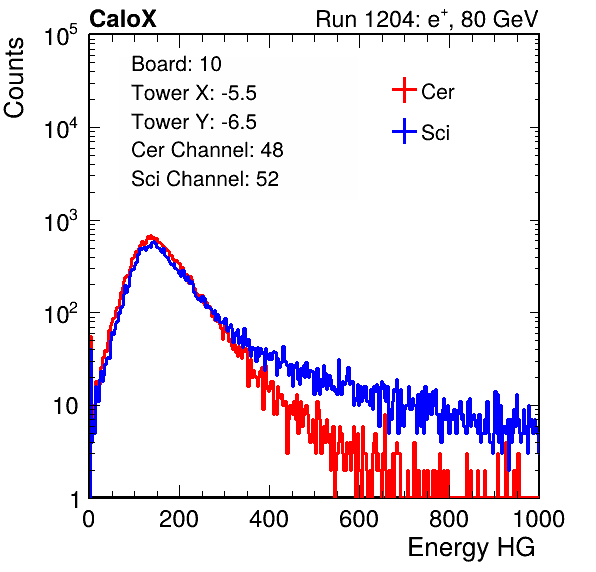 CaloX Run 1204: e⁺, 80 GeV
Counts
Board: 10
Tower X: -5.5
Tower Y: -6.5
Cer Channel: 48
Sci Channel: 52
Cer
Sci
10⁵
10⁴
10³
10²
10
1
0 200 400 600 800 1000
Energy HG